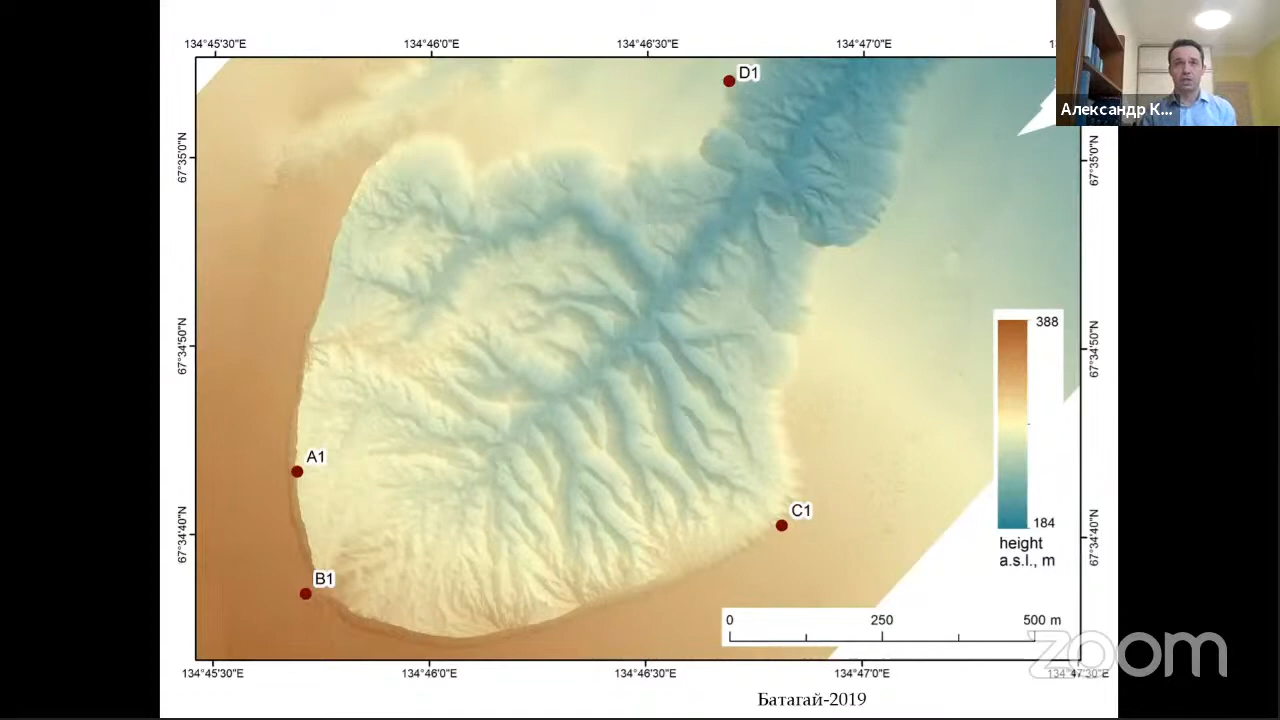 134°45'30"E 134°46'0"E 134°46'30"E 134°47'0"E
Александр К...
D1
67°35'0"N
67°35'0"N
67°34'50"N
67°34'50"N
388
A1
C1
184
67°34'40"N
67°34'40"N
height
a.s.l., m
B1
0 250 500 m
zoom
134°45'30"E 134°46'0"E 134°46'30"E 134°47'0"E 134°47'30"E
Батагай-2019